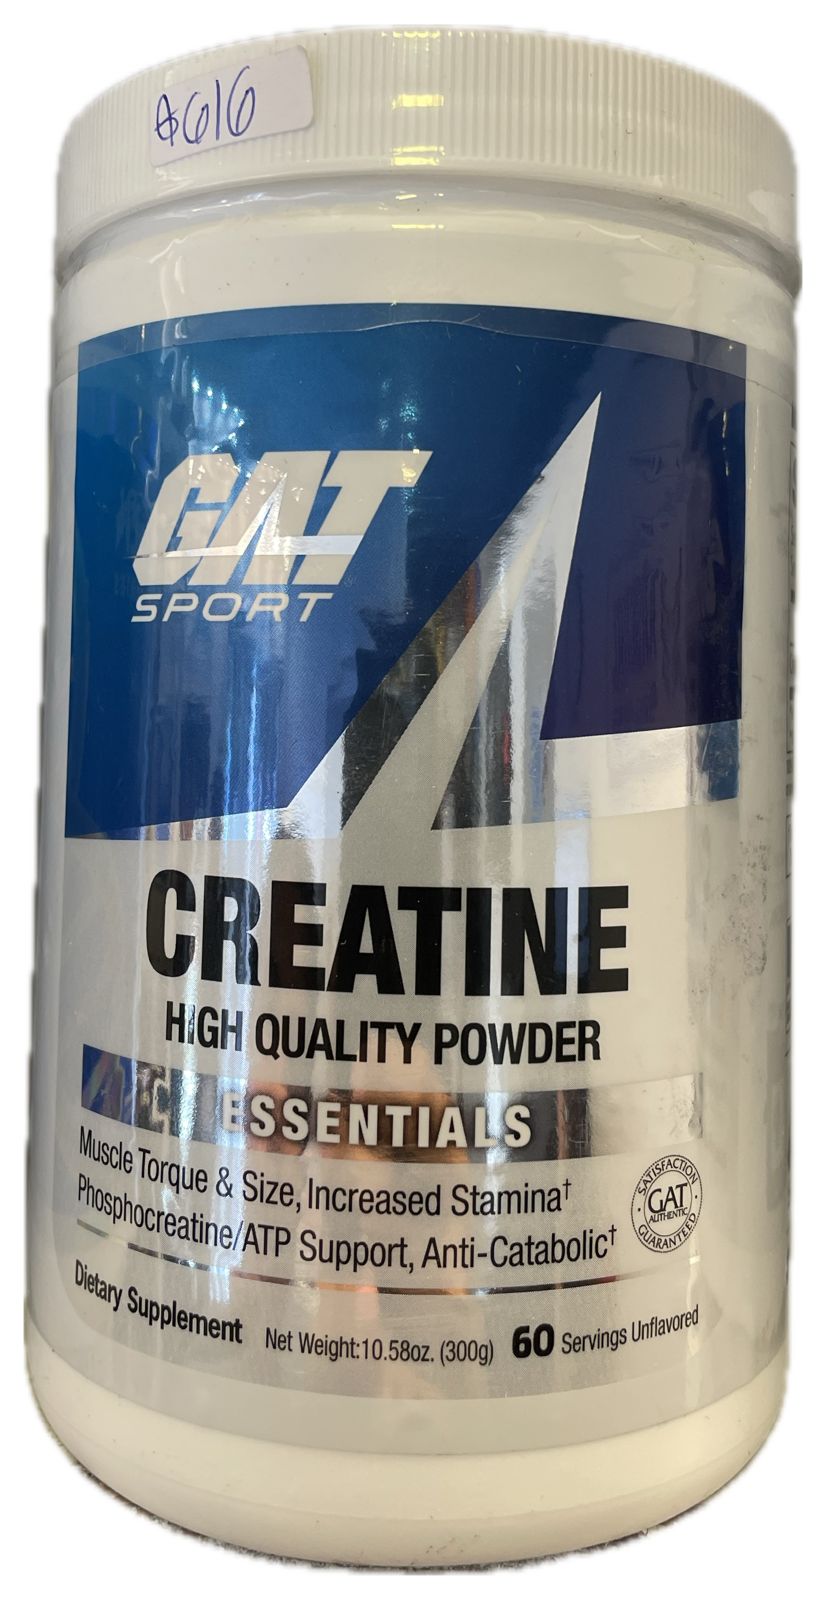 $616
GAT
SPORT
CREATINE
HIGH QUALITY POWDER
ESSENTIALS
Muscle Torque & Size, Increased Stamina†
Phosphocreatine/ATP Support, Anti-Catabolic†
SATISFACTION
GAT
AUTHENTIC
GUARANTEED
Dietary Supplement Net Weight:10.58oz. (300g) 60 Servings Unflavored